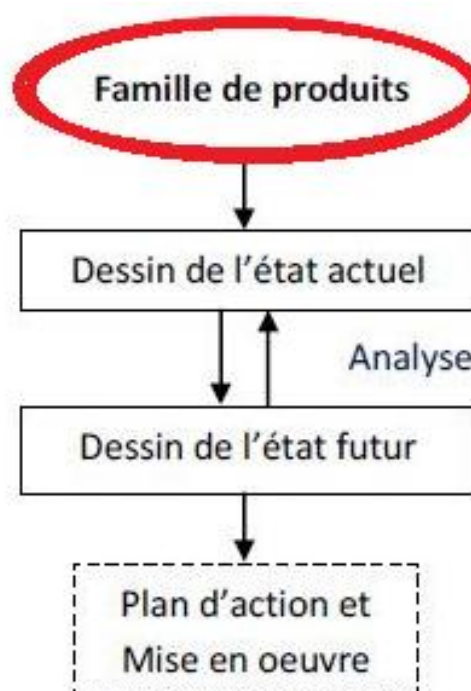 Famille de produits
Dessin de l'état actuel
Analyse
Dessin de l'état futur
Plan d'action et
Mise en oeuvre